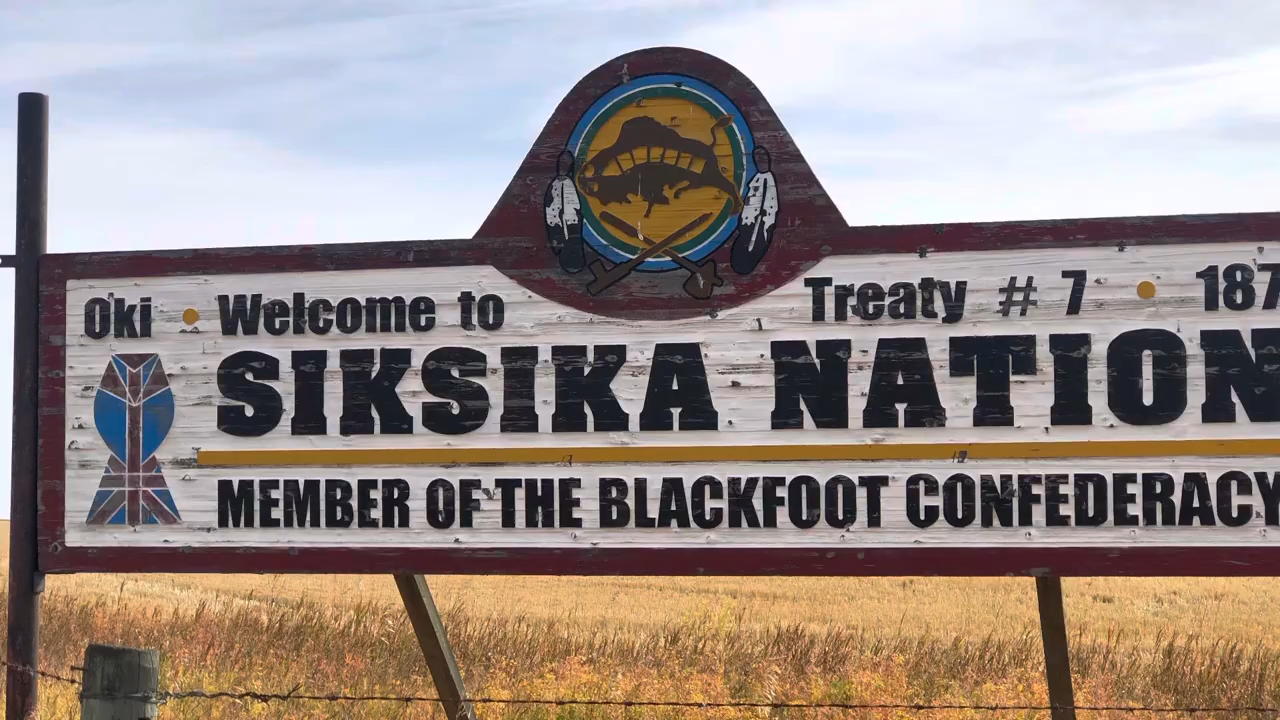 Oki • Welcome to
Treaty # 7 • 187
SIKSIKA NATION
MEMBER OF THE BLACKFOOT CONFEDERACY